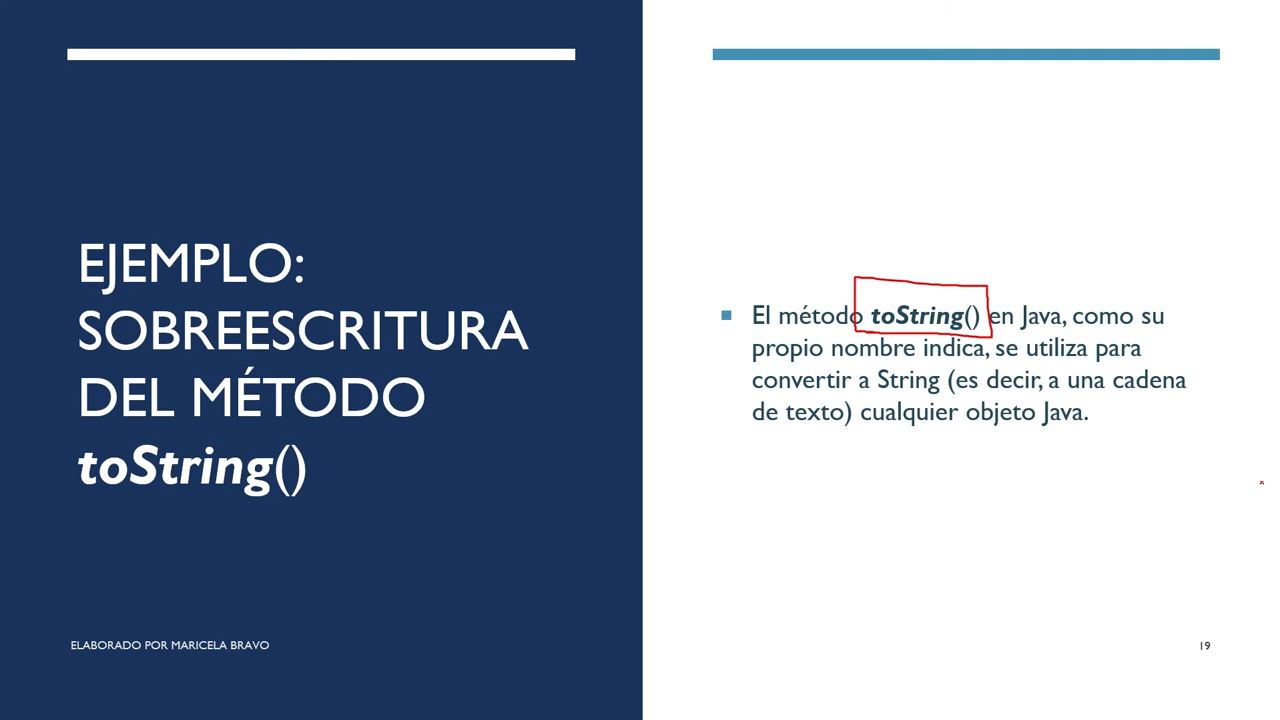 EJEMPLO:
SOBREESCRITURA
DEL MÉTODO
toString()
El método toString() en Java, como su
propio nombre indica, se utiliza para
convertir a String (es decir, a una cadena
de texto) cualquier objeto Java.
ELABORADO POR MARICELA BRAVO
19